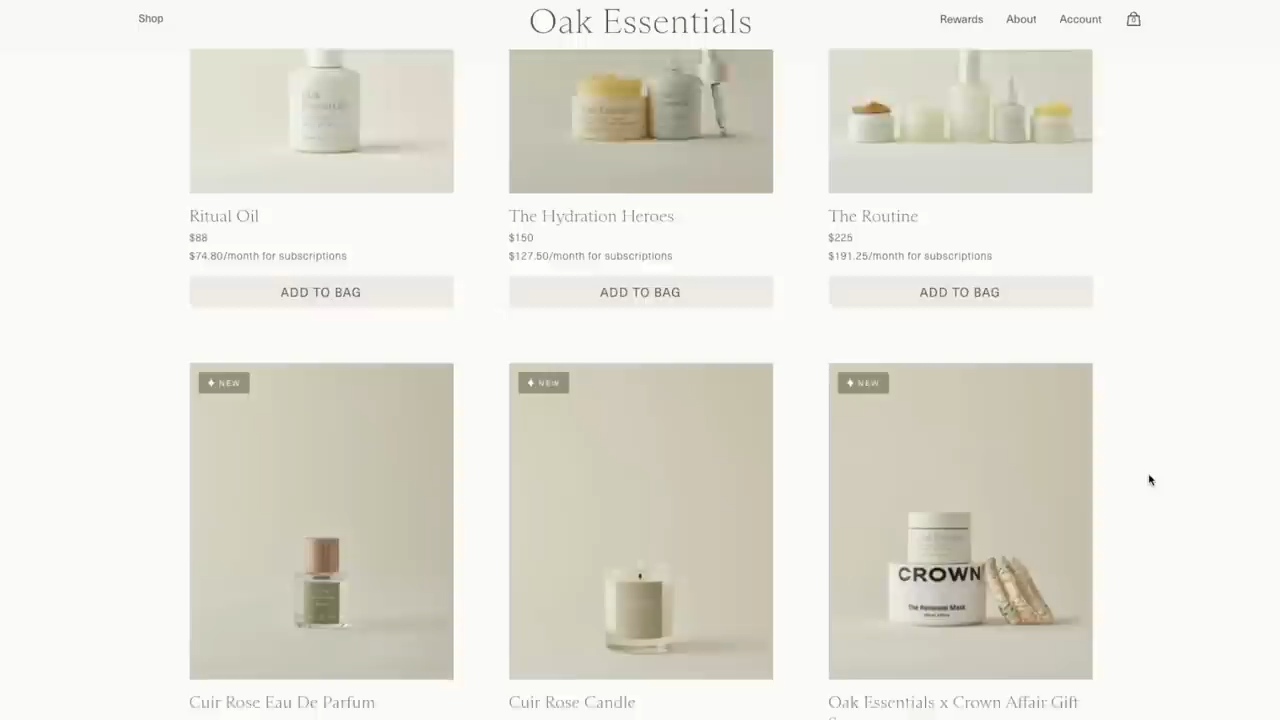 Shop
Oak Essentials
Rewards
About
Account
0
Ritual Oil
$88
$74.80/month for subscriptions
ADD TO BAG
The Hydration Heroes
$150
$127.50/month for subscriptions
ADD TO BAG
The Routine
$225
$191.25/month for subscriptions
ADD TO BAG
NEW
NEW
NEW
CROWN
The Renewal Mask
Cuir Rose Eau De Parfum
Cuir Rose Candle
Oak Essentials x Crown Affair Gift